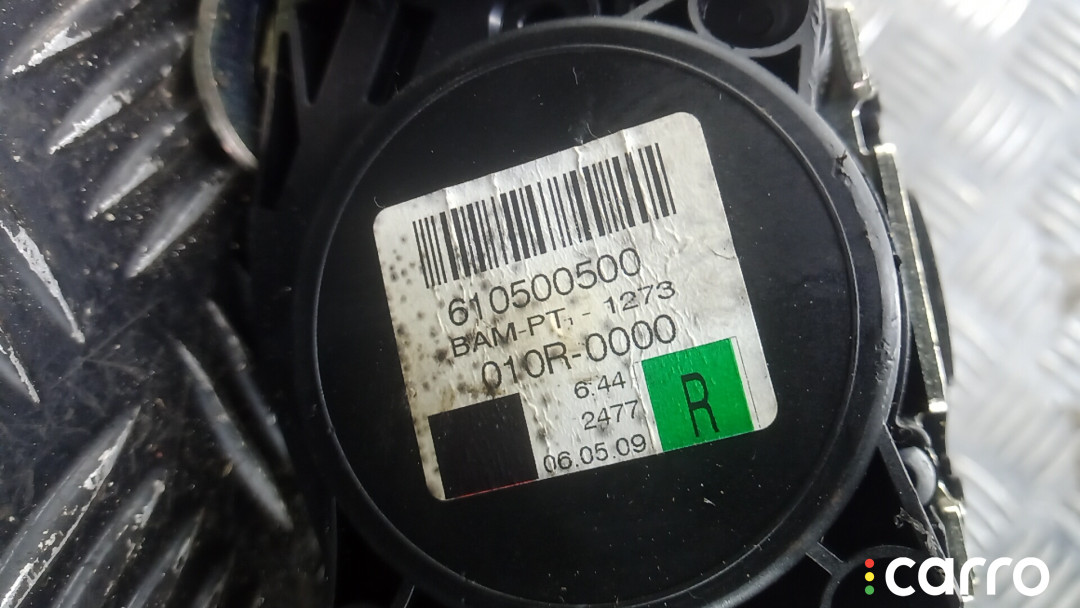 610500500
BAM-PT, - 1273
010R-0000
6:44
2477
06.05.09
R
carro